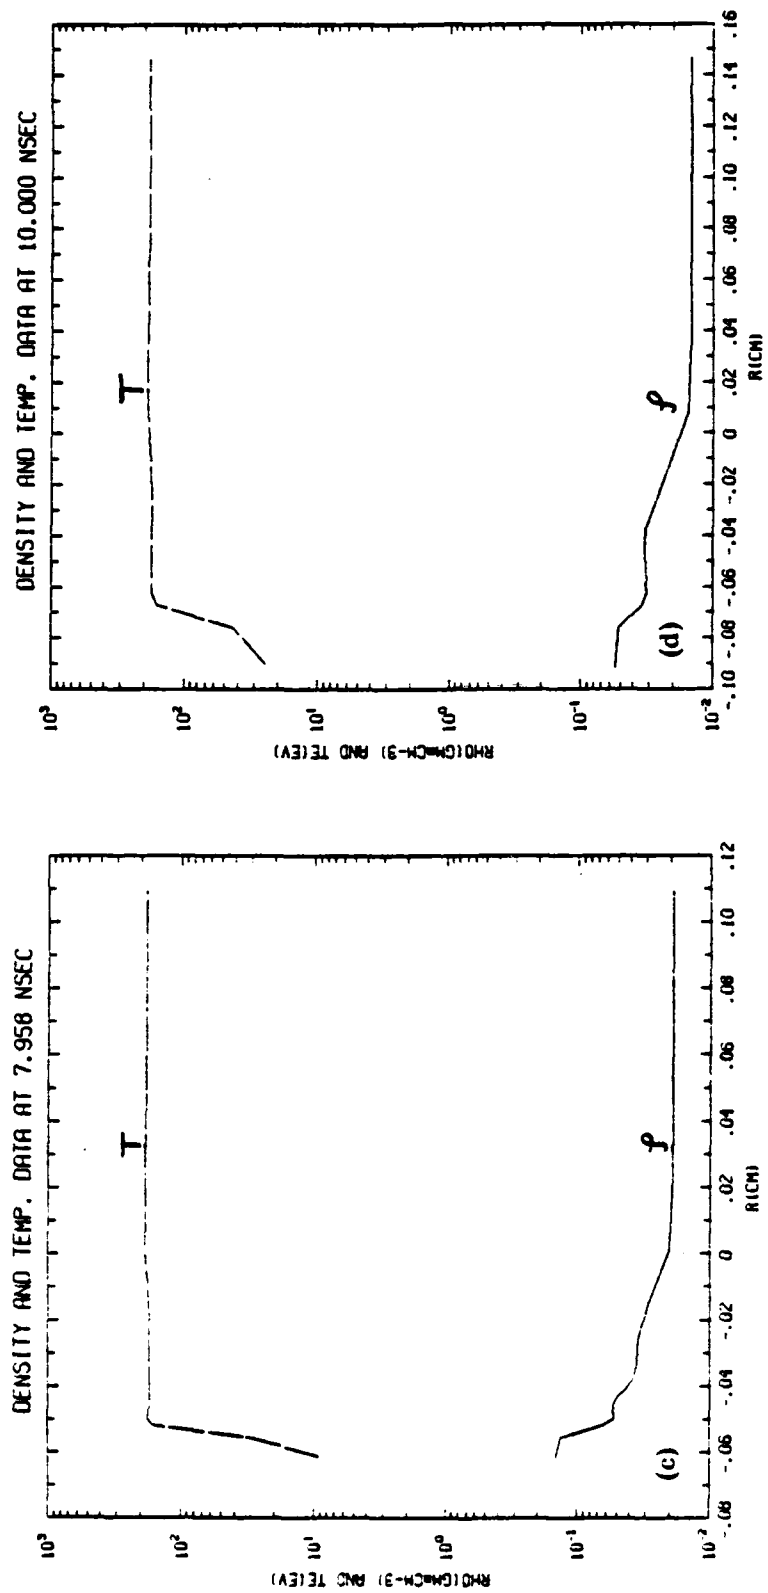 DENSITY AND TEMP. DATA AT 7.958 NSEC
10³
10²
10¹
10⁰
10⁻¹
10⁻²
RHO(GM*CM-3) AND TE(EV)
T
ρ
(c)
-.08 -.06 -.04 -.02 0 .02 .04 .06 .08 .10 .12
R(CM)
DENSITY AND TEMP. DATA AT 10.000 NSEC
10³
10²
10¹
10⁰
10⁻¹
10⁻²
RHO(GM*CM-3) AND TE(EV)
T
ρ
(d)
-.10 -.08 -.06 -.04 -.02 0 .02 .04 .06 .08 .10 .12 .14 .16
R(CM)